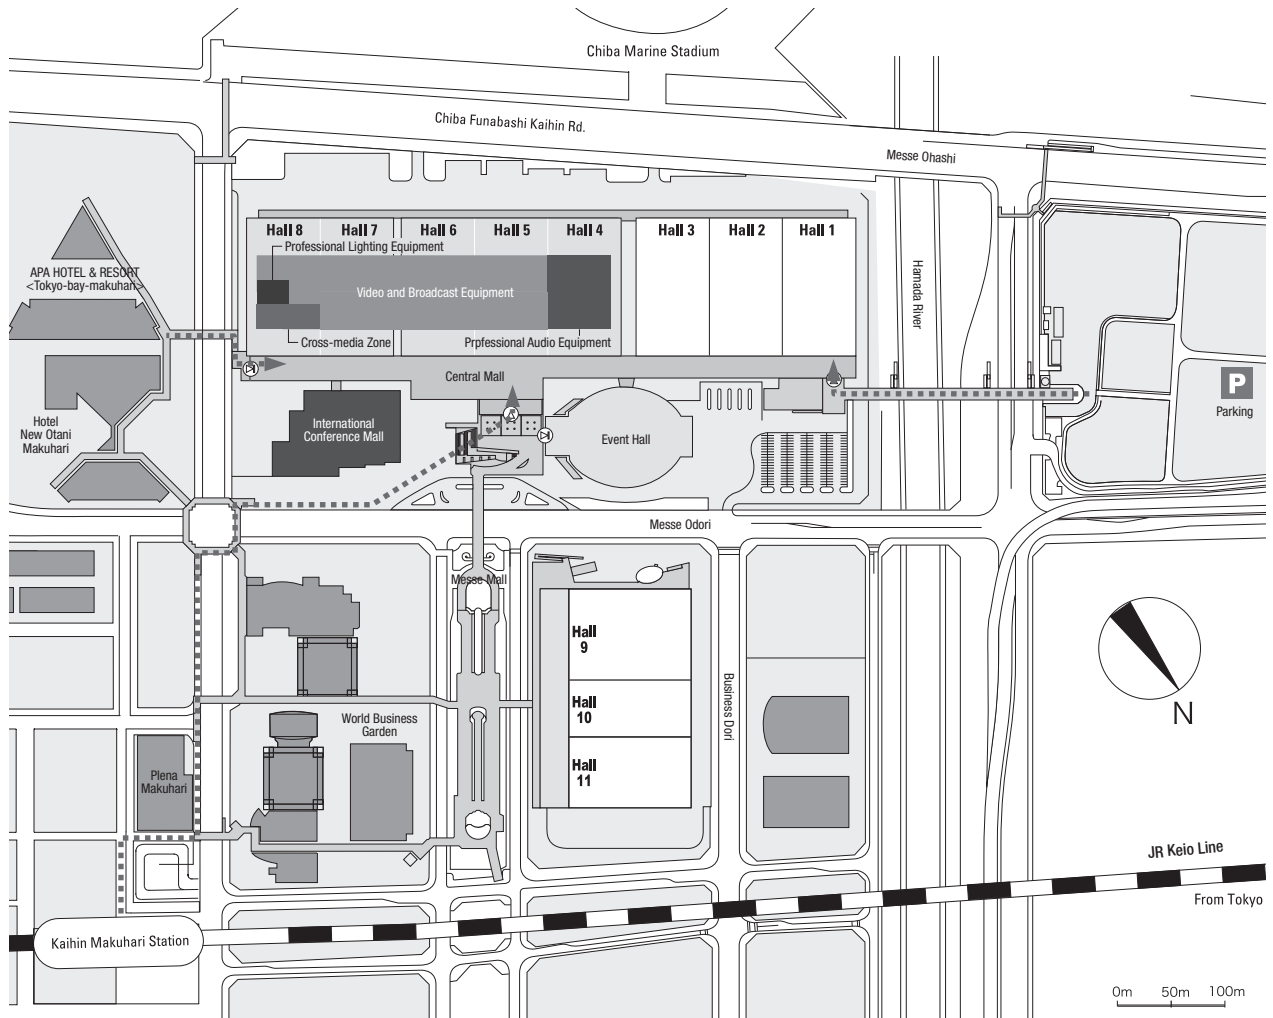 Chiba Marine Stadium
Chiba Funabashi Kaihin Rd.
Messe Ohashi
Hall 8
Hall 7
Hall 6
Hall 5
Hall 4
Hall 3
Hall 2
Hall 1
Professional Lighting Equipment
Video and Broadcast Equipment
Cross-media Zone
Prpfessional Audio Equipment
APA HOTEL & RESORT
<Tokyo-bay-makuhari>
Hamada River
Central Mall
P
Parking
Hotel
New Otani
Makuhari
International
Conference Mall
Event Hall
Messe Odori
Messe Mall
Hall
9
Hall
10
Hall
11
Business Dori
World Business
Garden
Plena
Makuhari
N
JR Keio Line
From Tokyo
Kaihin Makuhari Station
0m
50m
100m